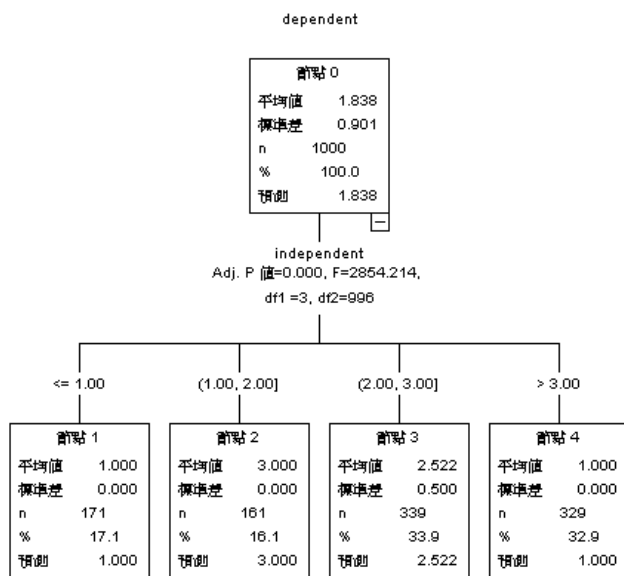 dependent
節點 0
平均值 1.838
標準差 0.901
n 1000
% 100.0
預測 1.838
independent
Adj. P 值=0.000, F=2854.214,
df1 =3, df2=996
<= 1.00 (1.00, 2.00] (2.00, 3.00] > 3.00
節點 1
平均值 1.000
標準差 0.000
n 171
% 17.1
預測 1.000
節點 2
平均值 3.000
標準差 0.000
n 161
% 16.1
預測 3.000
節點 3
平均值 2.522
標準差 0.500
n 339
% 33.9
預測 2.522
節點 4
平均值 1.000
標準差 0.000
n 329
% 32.9
預測 1.000